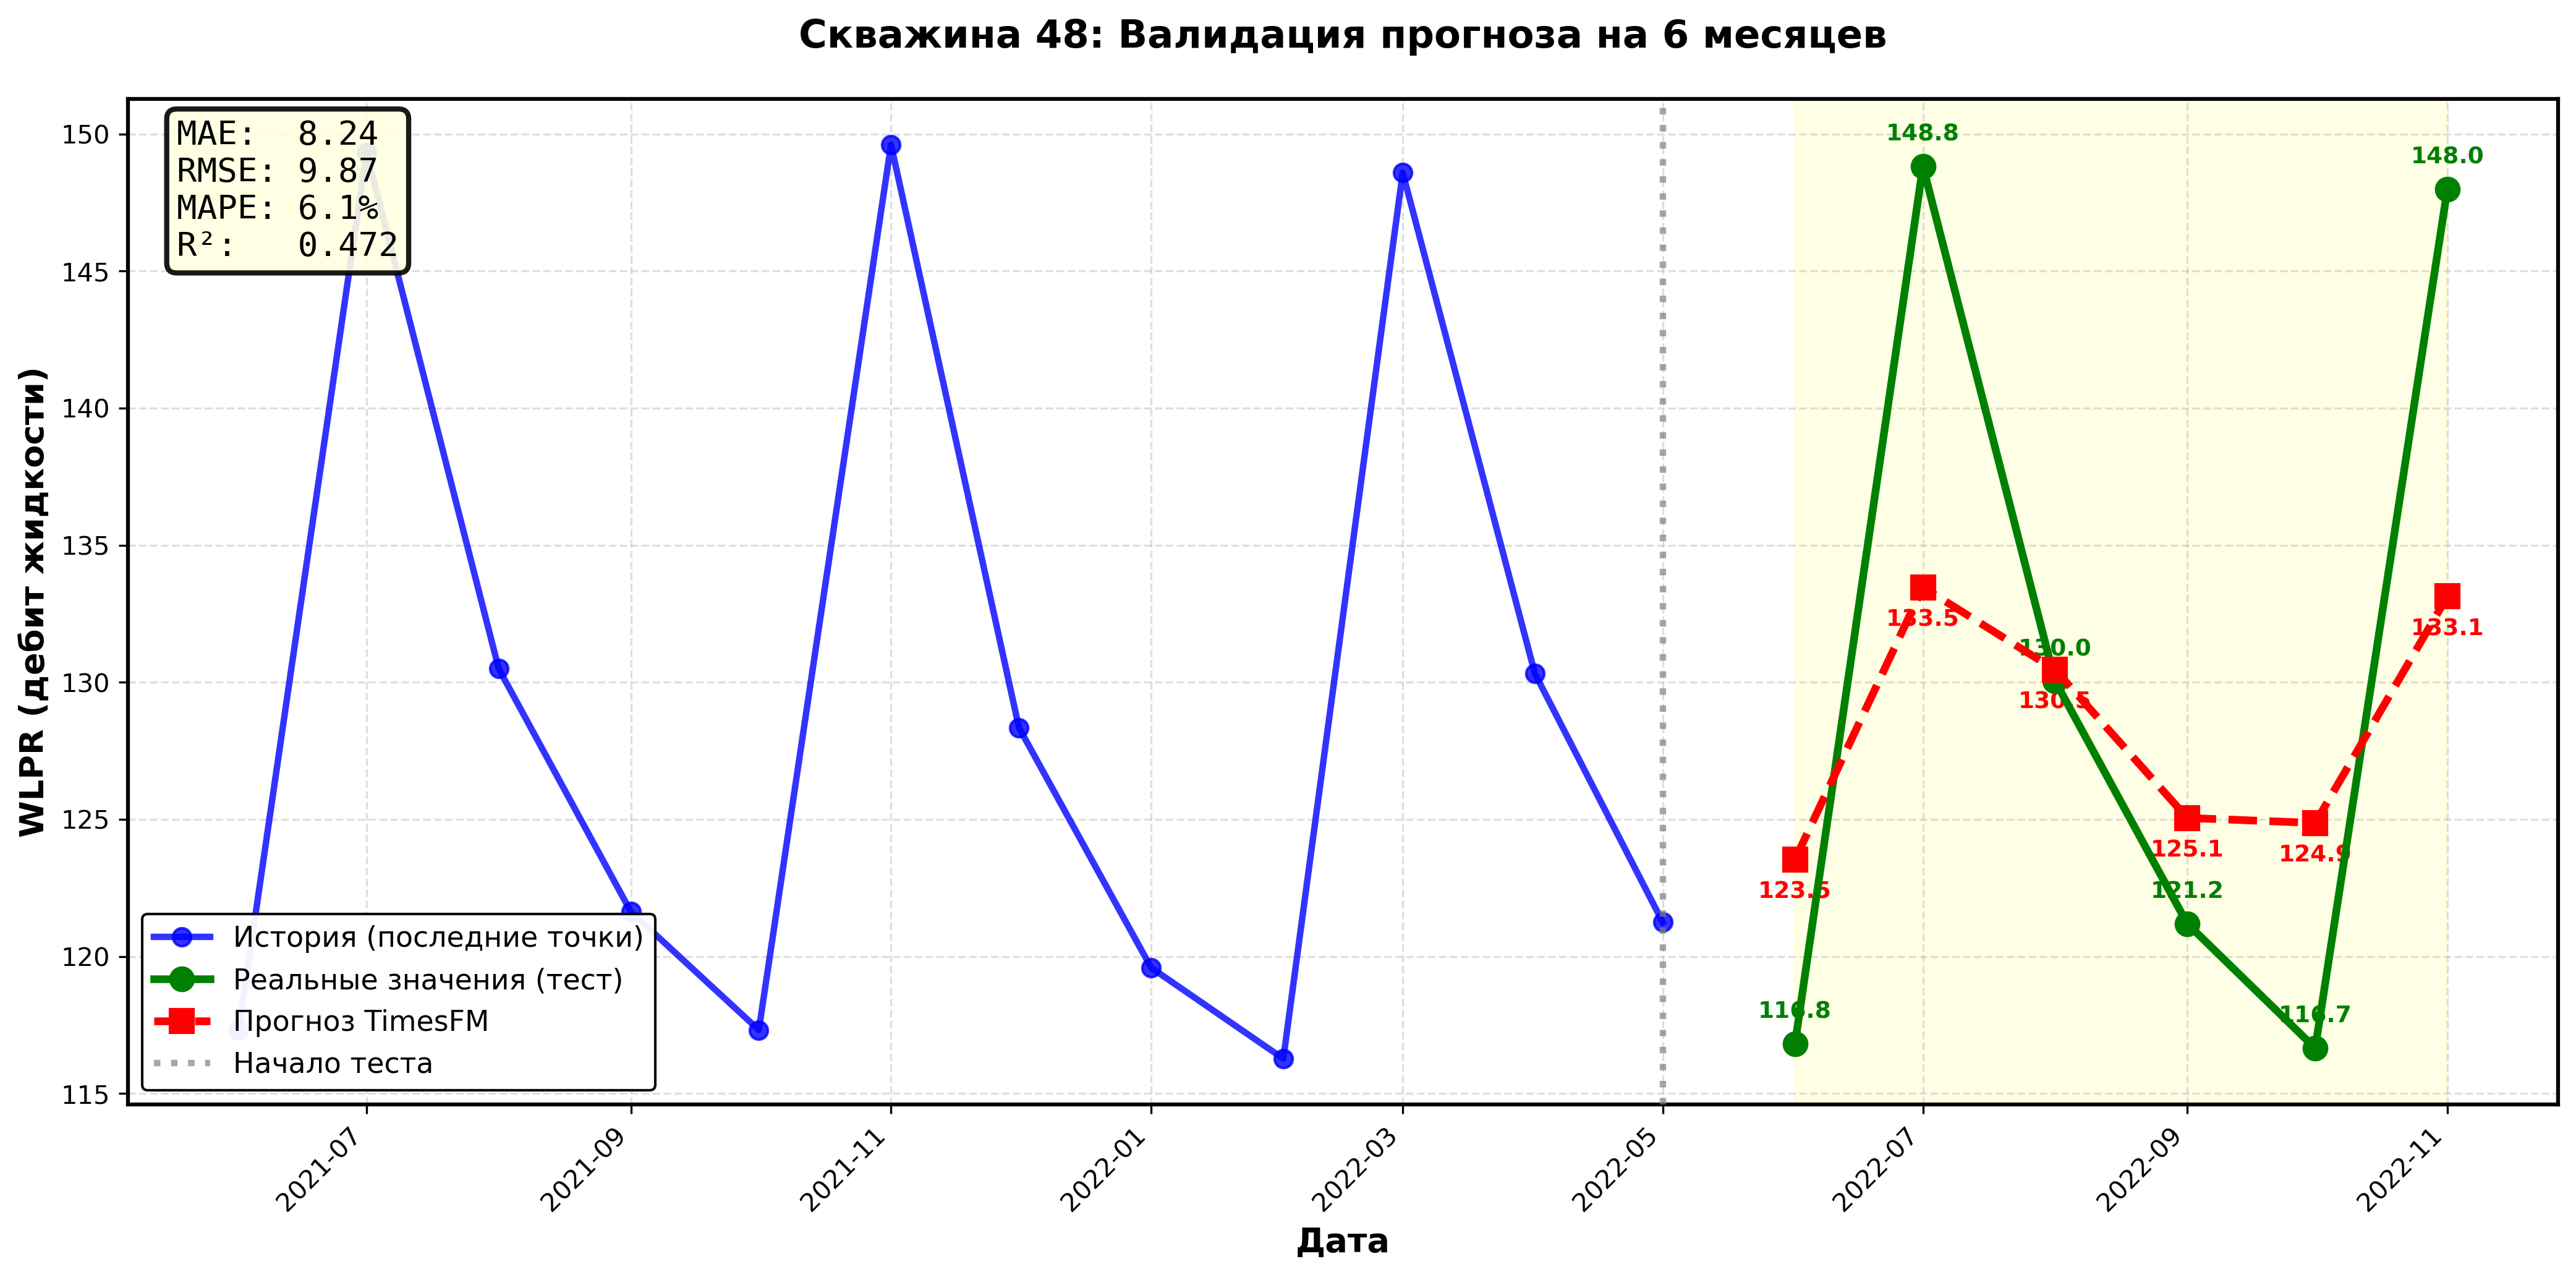 Скважина 48: Валидация прогноза на 6 месяцев
MAE: 8.24
RMSE: 9.87
MAPE: 6.1%
R²: 0.472
WLPR (дебит жидкости)
150
145
140
135
130
125
120
115
148.8
148.0
133.5
130.0
130.5
133.1
125.1
124.9
123.5
121.2
116.8
116.7
История (последние точки)
Реальные значения (тест)
Прогноз TimesFM
Начало теста
2021-07
2021-09
2021-11
2022-01
2022-03
2022-05
2022-07
2022-09
2022-11
Дата